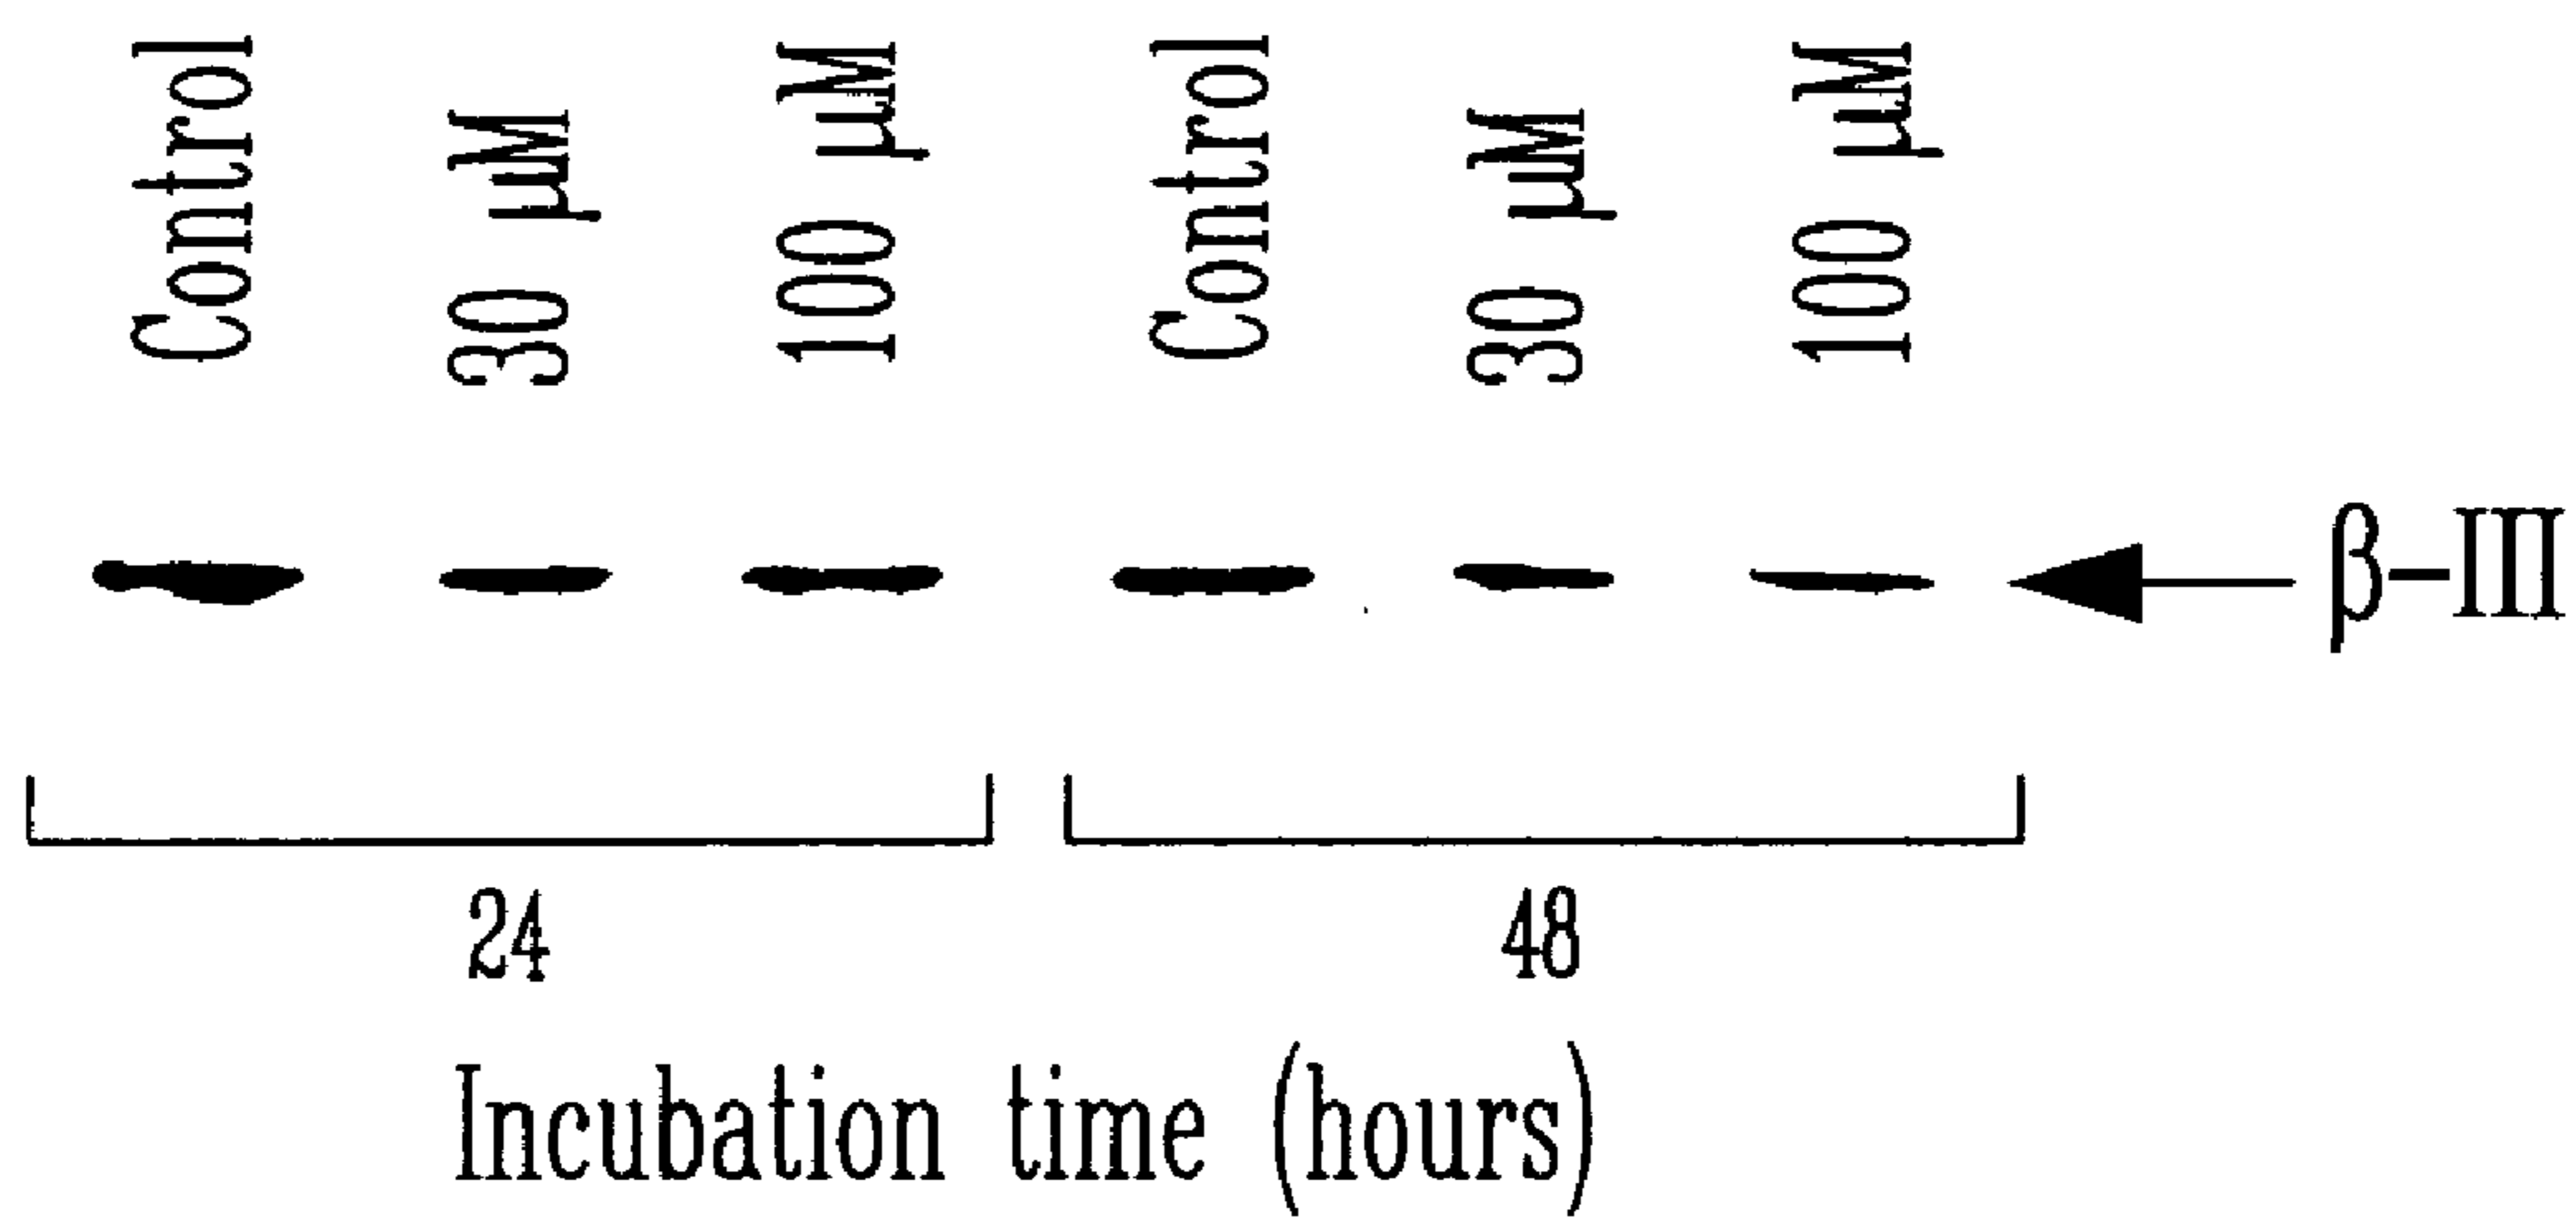 Control
30 μM
100 μM
Control
30 μM
100 μM
β-III
24
48
Incubation time (hours)